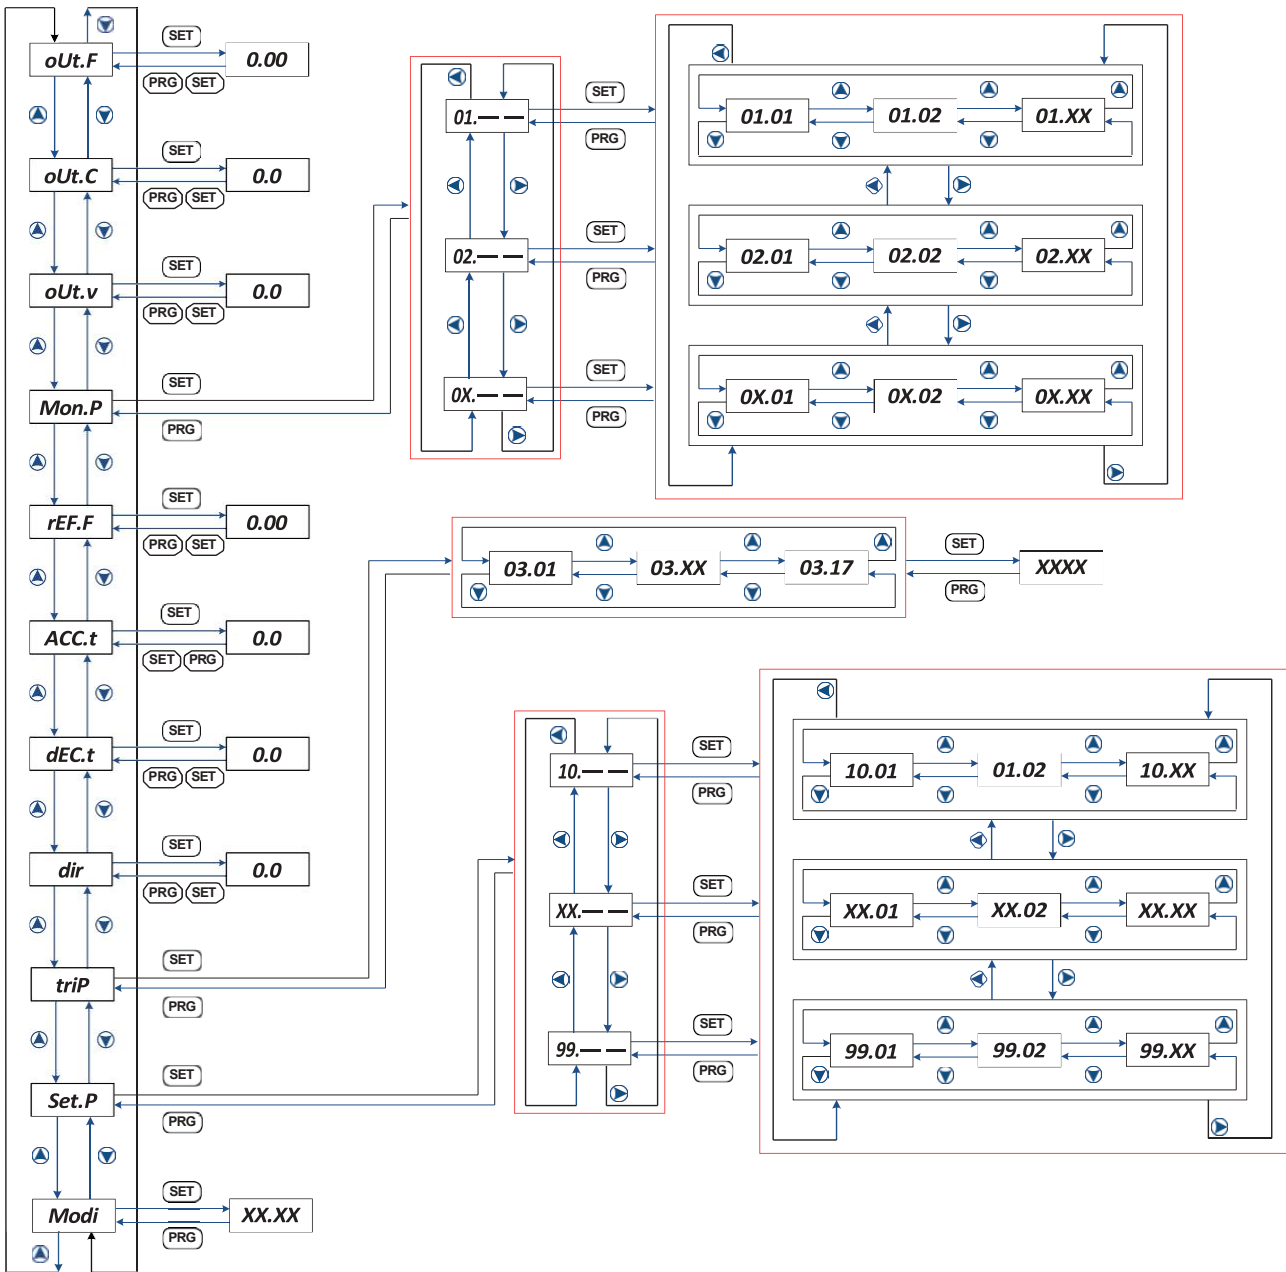 SET
oUt.F
0.00
PRG SET
SET
oUt.C
0.0
PRG SET
SET
oUt.v
0.0
PRG SET
SET
Mon.P
PRG
SET
rEF.F
0.00
PRG SET
SET
ACC.t
0.0
SET PRG
SET
dEC.t
0.0
PRG SET
SET
dir
0.0
PRG SET
SET
triP
PRG
SET
Set.P
PRG
SET
Modi
XX.XX
PRG
01.— —
SET
PRG
02.— —
SET
PRG
0X.— —
SET
PRG
01.01 01.02 01.XX
02.01 02.02 02.XX
0X.01 0X.02 0X.XX
03.01 03.XX 03.17
SET
XXXX
PRG
10.— —
SET
PRG
XX.— —
SET
PRG
99.— —
SET
PRG
10.01 01.02 10.XX
XX.01 XX.02 XX.XX
99.01 99.02 99.XX